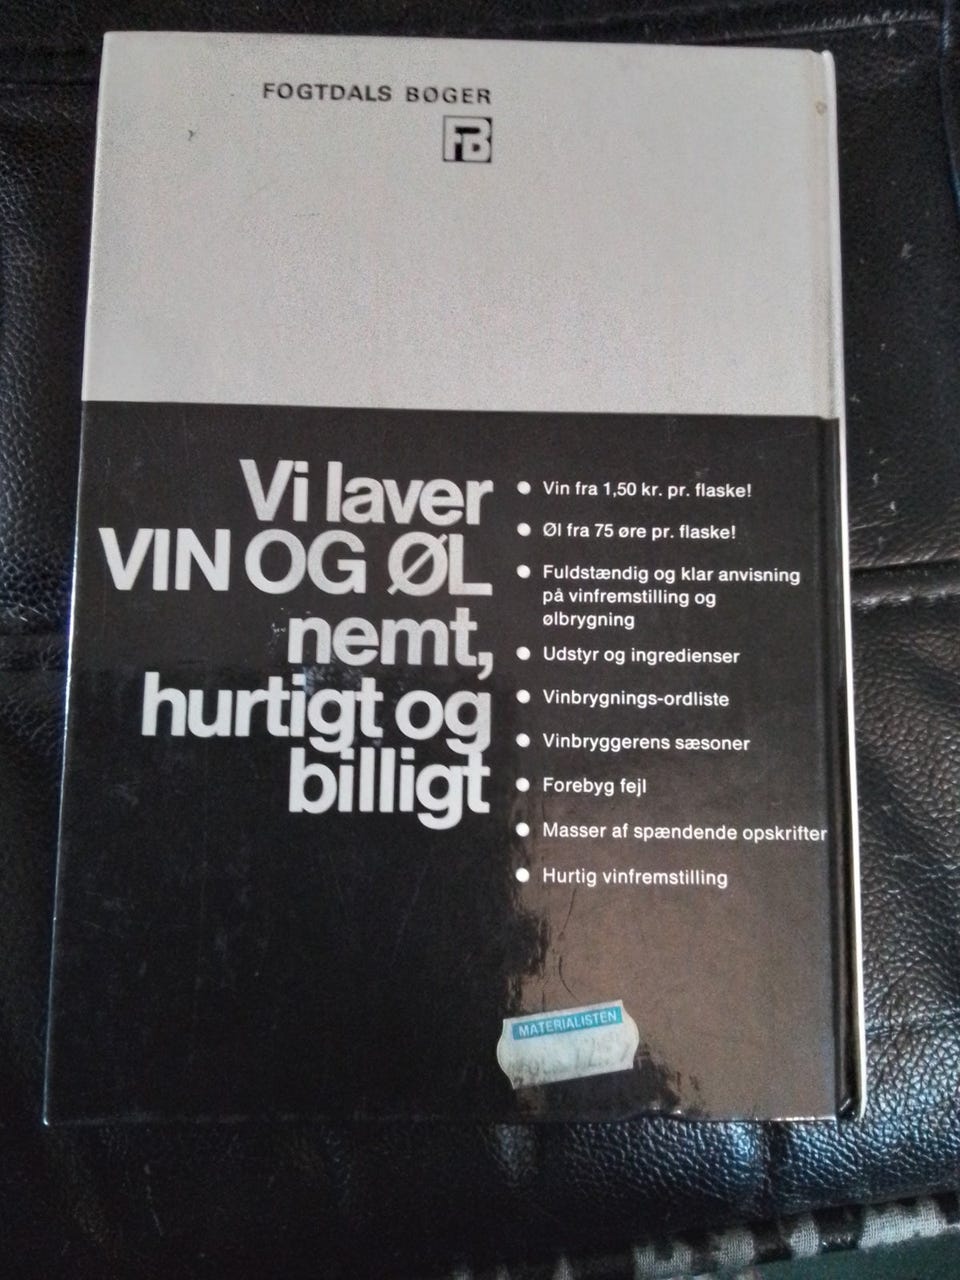 FOGTDALS BØGER
FB
Vi laver
VIN OG ØL
nemt,
hurtigt og
billigt
● Vin fra 1,50 kr. pr. flaske!
● Øl fra 75 øre pr. flaske!
● Fuldstændig og klar anvisning
på vinfremstilling og
ølbrygning
● Udstyr og ingredienser
● Vinbrygnings-ordliste
● Vinbryggerens sæsoner
● Forebyg fejl
● Masser af spændende opskrifter
● Hurtig vinfremstilling
MATERIALISTEN